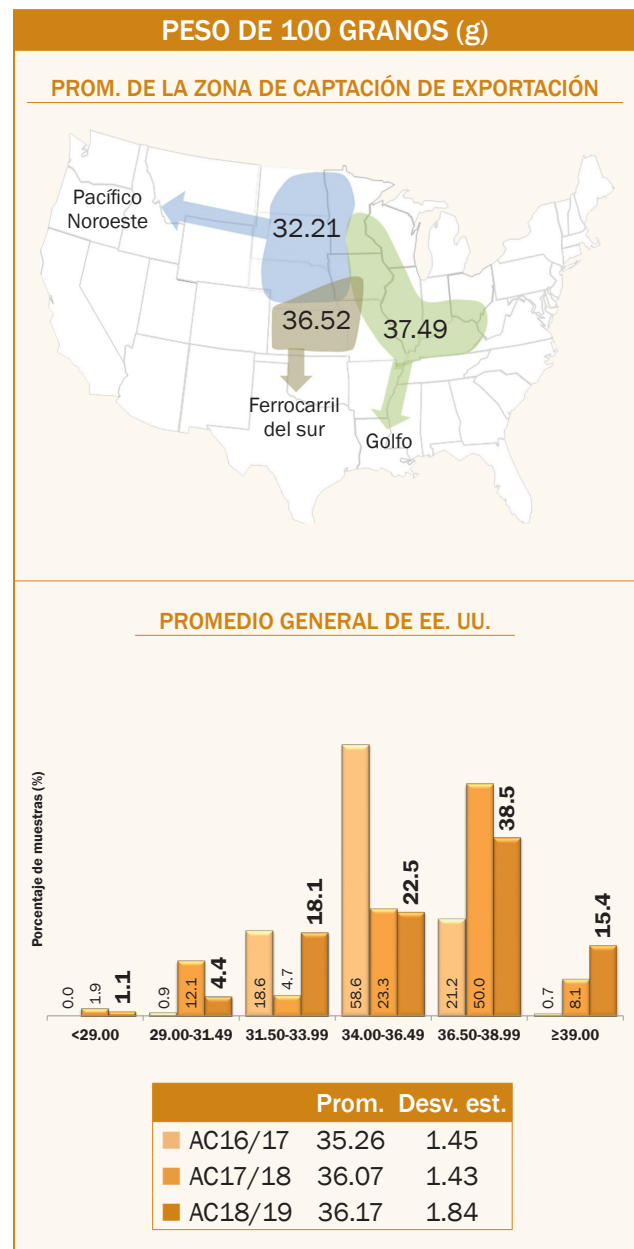 PESO DE 100 GRANOS (g)
PROM. DE LA ZONA DE CAPTACIÓN DE EXPORTACIÓN
Pacífico
Noroeste
32.21
36.52
37.49
Ferrocarril
del sur
Golfo
PROMEDIO GENERAL DE EE. UU.
Porcentaje de muestras (%)
0.0 1.9 1.1 0.9 12.1 4.4 18.6 4.7 18.1 58.6 23.3 22.5 21.2 50.0 38.5 0.7 8.1 15.4
<29.00 29.00-31.49 31.50-33.99 34.00-36.49 36.50-38.99 ≥39.00
Prom. Desv. est.
AC16/17 35.26 1.45
AC17/18 36.07 1.43
AC18/19 36.17 1.84